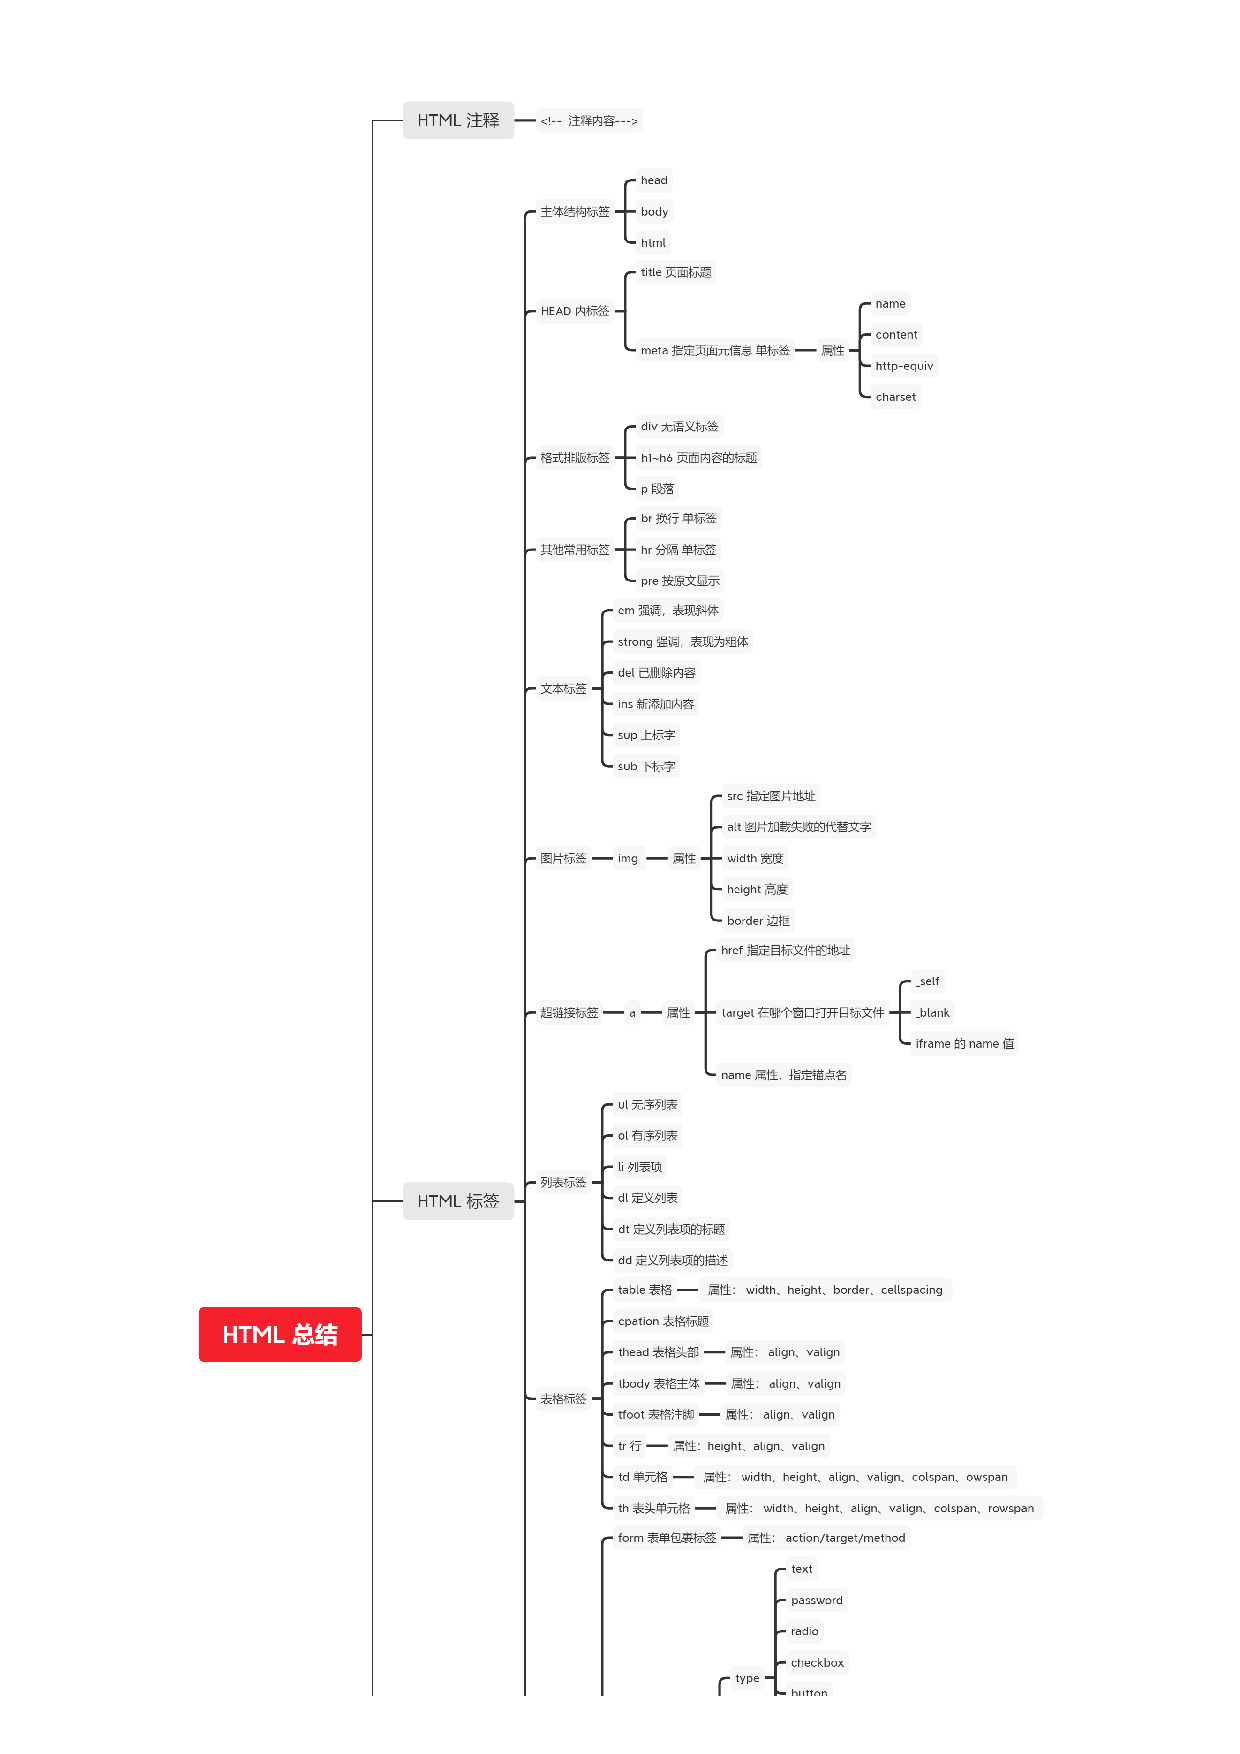 HTML 注释
<!-- 注释内容--->
head
主体结构标签
body
html
title 页面标题
HEAD 内标签
name
content
meta 指定页面元信息 单标签
属性
http-equiv
charset
div 无语义标签
格式排版标签
h1~h6 页面内容的标题
p 段落
br 换行 单标签
其他常用标签
hr 分隔 单标签
pre 按原文显示
em 强调，表现斜体
strong 强调，表现为粗体
del 已删除内容
文本标签
ins 新添加内容
sup 上标字
sub 下标字
src 指定图片地址
alt 图片加载失败的代替文字
图片标签
img
属性
width 宽度
height 高度
border 边框
href 指定目标文件的地址
_self
超链接标签
a
属性
target 在哪个窗口打开目标文件
_blank
iframe 的 name 值
name 属性，指定锚点名
ul 无序列表
ol 有序列表
li 列表项
列表标签
HTML 标签
dl 定义列表
dt 定义列表项的标题
dd 定义列表项的描述
table 表格
属性： width、height、border、cellspacing
cpation 表格标题
HTML 总结
thead 表格头部
属性： align、valign
tbody 表格主体
属性： align、valign
表格标签
tfoot 表格注脚
属性： align、valign
tr 行
属性：height、align、valign
td 单元格
属性： width、height、align、valign、colspan、owspan
th 表头单元格
属性： width、height、align、valign、colspan、rowspan
form 表单包裹标签
属性： action/target/method
text
password
radio
checkbox
type
button